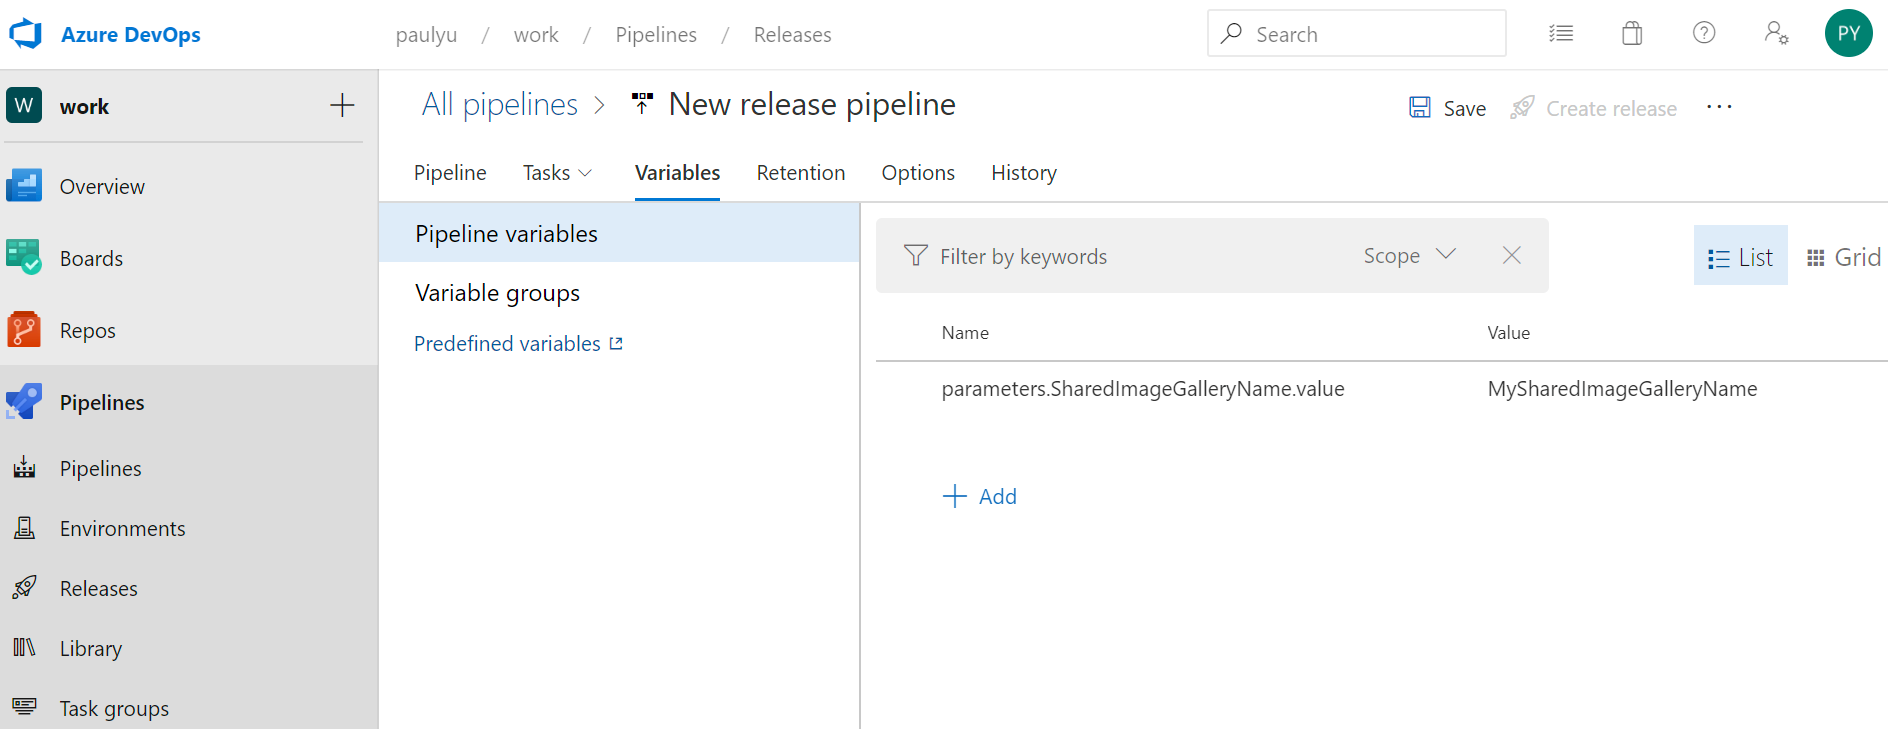 Azure DevOps
paulyu / work / Pipelines / Releases
Search
PY
W work
All pipelines > New release pipeline
Save Create release ...
Overview
Pipeline Tasks Variables Retention Options History
Boards
Pipeline variables
Filter by keywords Scope
List Grid
Variable groups
Repos
Predefined variables
Name Value
Pipelines
parameters.SharedImageGalleryName.value MySharedImageGalleryName
Pipelines
Add
Environments
Releases
Library
Task groups